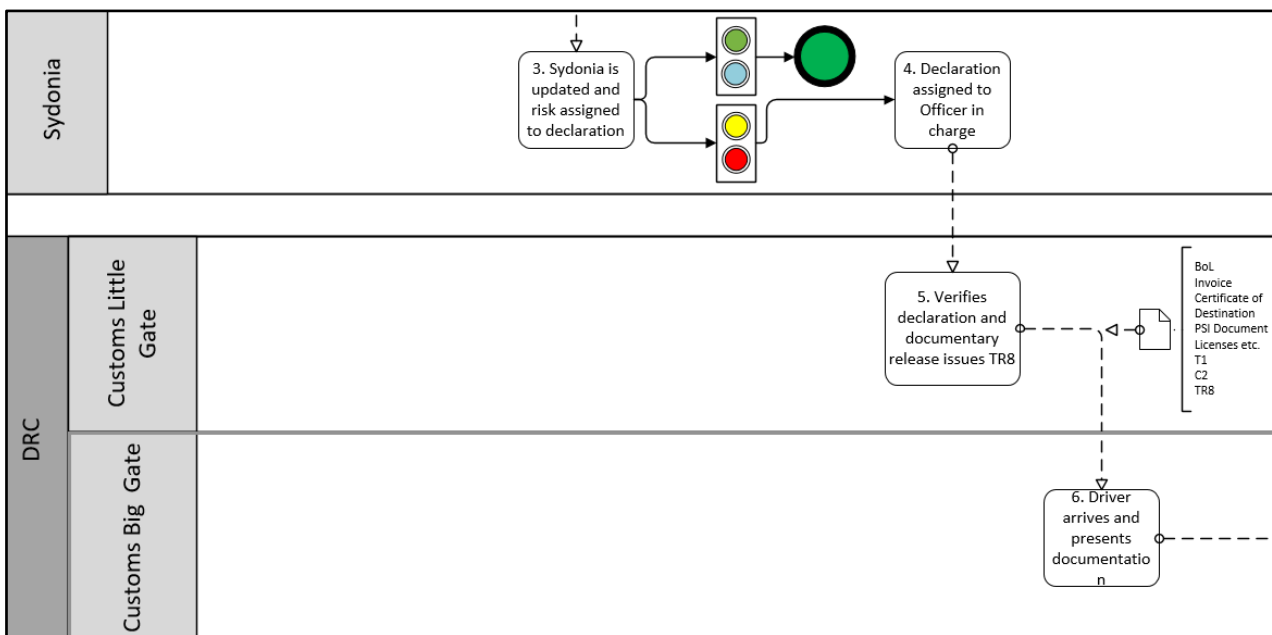 Sydonia
3. Sydonia is
updated and
risk assigned
to declaration
4. Declaration
assigned to
Officer in
charge
DRC
Customs Little
Gate
5. Verifies
declaration and
documentary
release issues TR8
BoL
Invoice
Certificate of
Destination
PSI Document
Licenses etc.
T1
C2
TR8
Customs Big Gate
6. Driver
arrives and
presents
documentatio
n